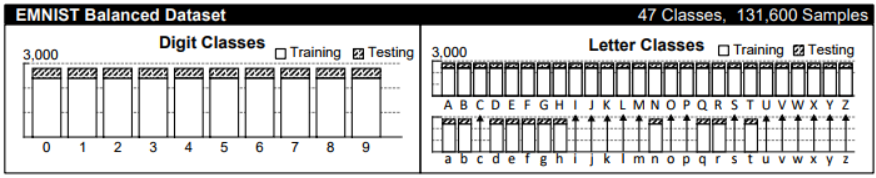 EMNIST Balanced Dataset 47 Classes, 131,600 Samples
Digit Classes
Training Testing
3,000
0 1 2 3 4 5 6 7 8 9
Letter Classes Training Testing
3,000
A B C D E F G H I J K L M N O P Q R S T U V W X Y Z
a b c d e f g h i j k l m n o p q r s t u v w x y z